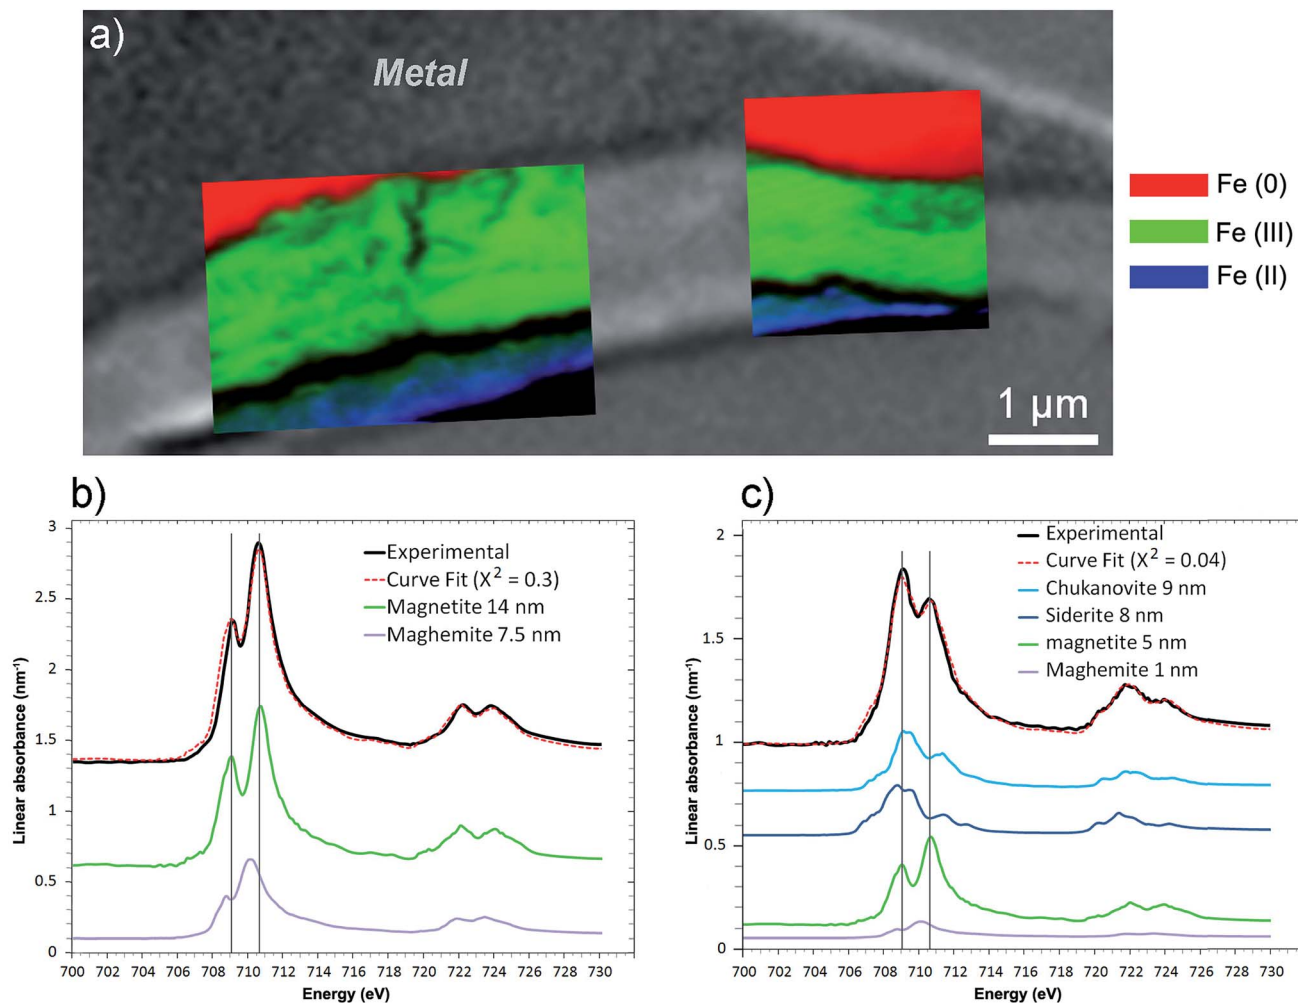 a)
Metal
Fe (0)
Fe (III)
Fe (II)
1 µm
b)
3
2.5
2
1.5
1
0.5
0
Linear absorbance (nm⁻¹)
Experimental
Curve Fit (X² = 0.3)
Magnetite 14 nm
Maghemite 7.5 nm
700 702 704 706 708 710 712 714 716 718 720 722 724 726 728 730
Energy (eV)
c)
2
1.5
1
0.5
0
Linear absorbance (nm⁻¹)
Experimental
Curve Fit (X² = 0.04)
Chukanovite 9 nm
Siderite 8 nm
magnetite 5 nm
Maghemite 1 nm
700 702 704 706 708 710 712 714 716 718 720 722 724 726 728 730
Energy (eV)